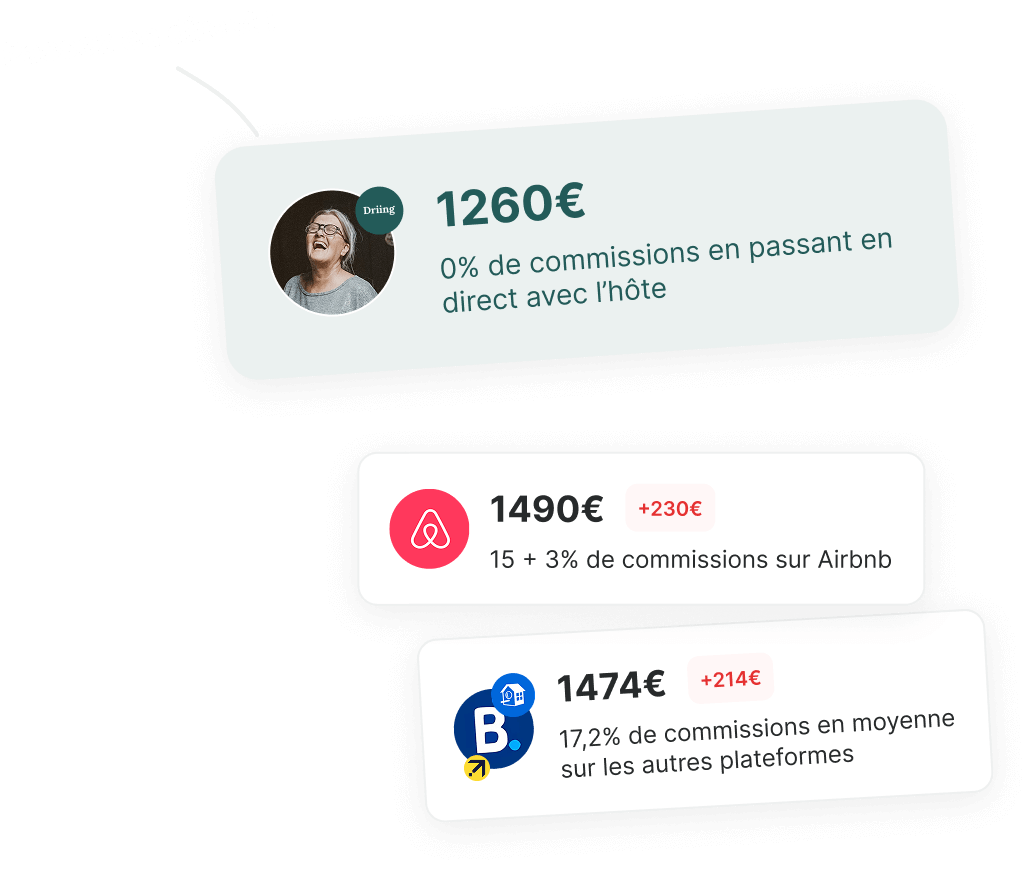 Driing
1260€
0% de commissions en passant en
direct avec l’hôte
1490€ +230€
15 + 3% de commissions sur Airbnb
B.
1474€ +214€
17,2% de commissions en moyenne
sur les autres plateformes